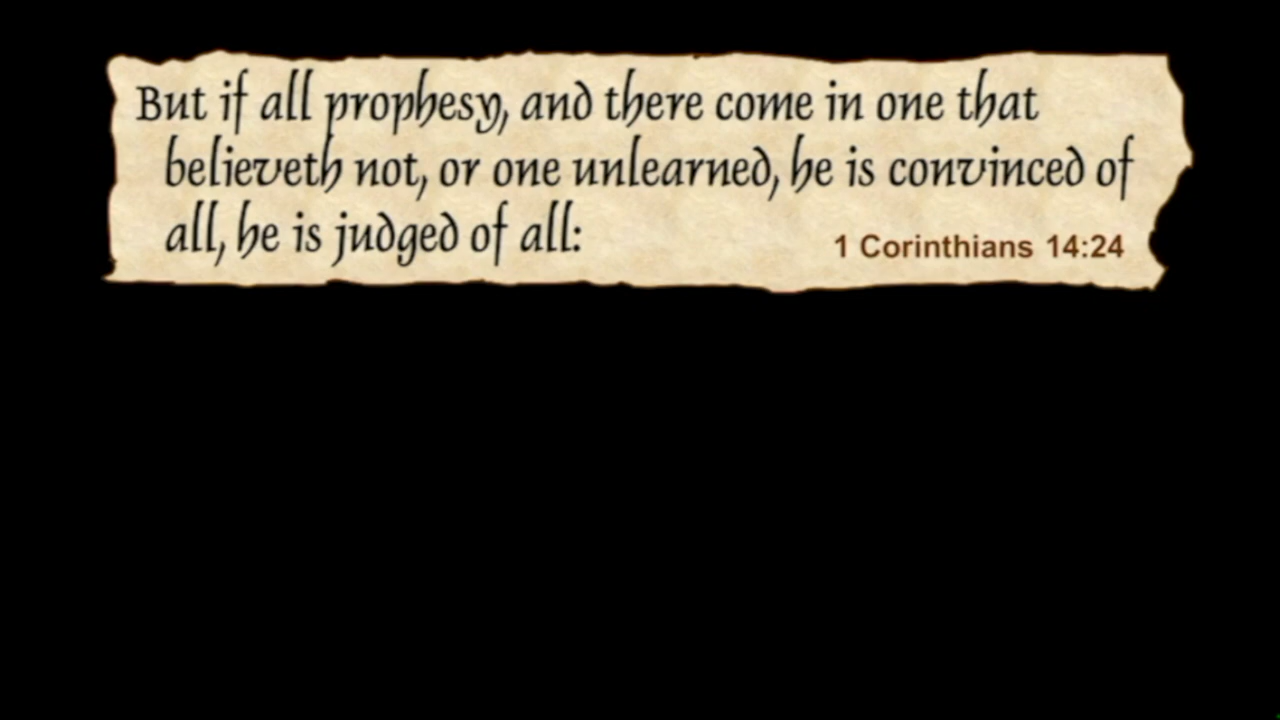 But if all prophesy, and there come in one that
believeth not, or one unlearned, he is convinced of
all, he is judged of all:
1 Corinthians 14:24